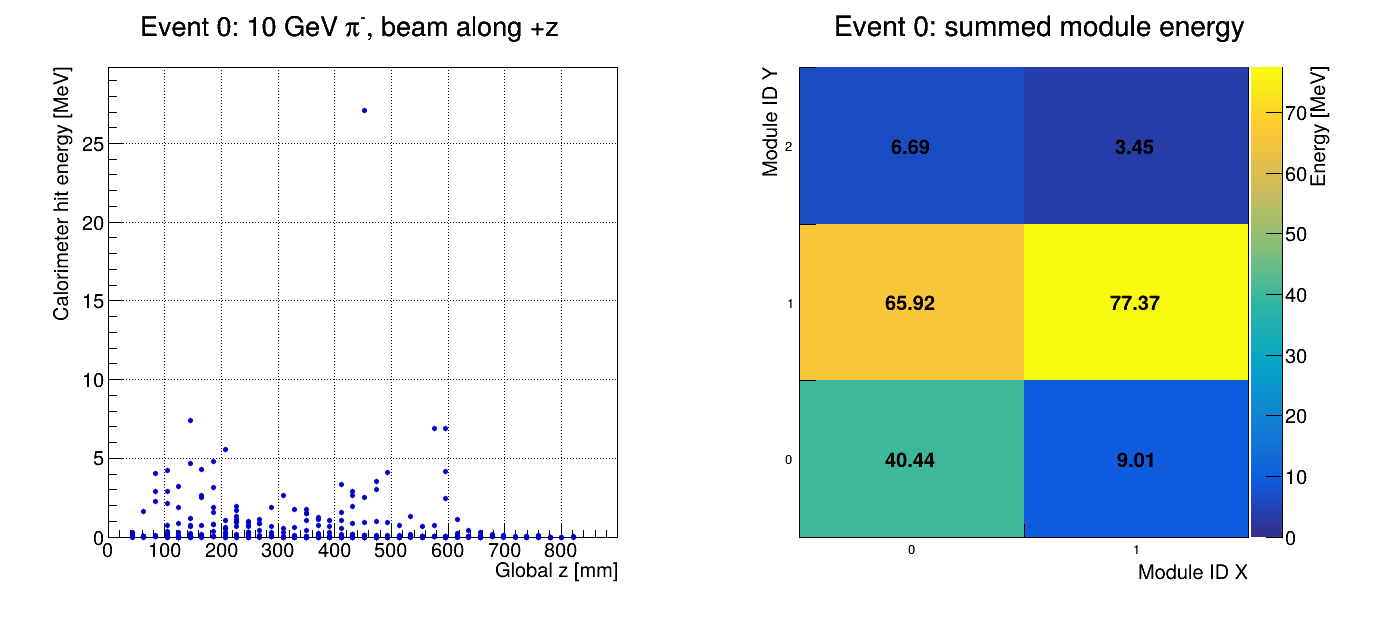 Event 0: 10 GeV π⁻, beam along +z
Calorimeter hit energy [MeV]
25
20
15
10
5
0
0 100 200 300 400 500 600 700 800
Global z [mm]
Event 0: summed module energy
Module ID Y
2
1
0
6.69 3.45
65.92 77.37
40.44 9.01
0 1
Module ID X
Energy [MeV]
70
60
50
40
30
20
10
0